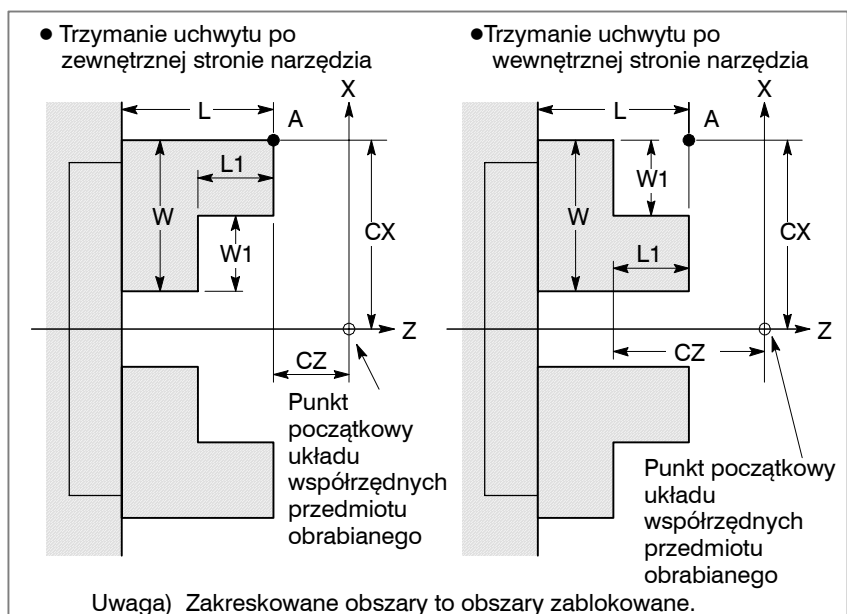 ● Trzymanie uchwytu po
zewnętrznej stronie narzędzia
●Trzymanie uchwytu po
wewnętrznej stronie narzędzia
X
L
A
L1
W
CX
W1
Z
CZ
Punkt
początkowy
układu
współrzędnych
przedmiotu
obrabianego
X
L
A
W1
W
CX
L1
Z
CZ
Punkt początkowy
układu
współrzędnych
przedmiotu
obrabianego
Uwaga) Zakreskowane obszary to obszary zablokowane.